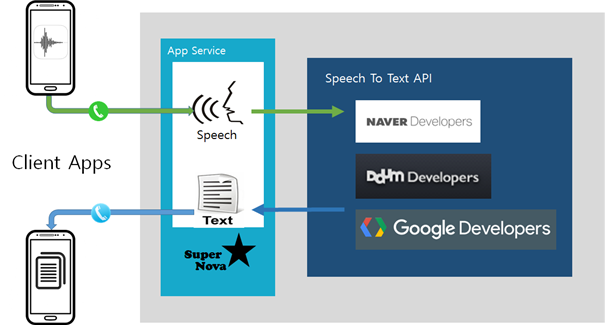 App Service
Speech To Text API
Speech
NAVER Developers
Daum Developers
Client Apps
Text
Google Developers
Super
Nova